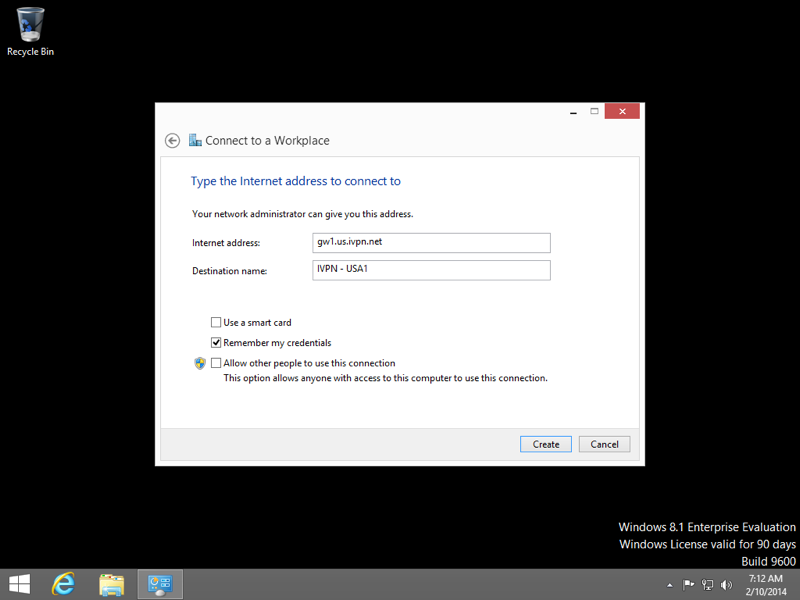 Recycle Bin
Connect to a Workplace
Type the Internet address to connect to
Your network administrator can give you this address.
Internet address: gw1.us.ivpn.net
Destination name: IVPN - USA1
Use a smart card
Remember my credentials
Allow other people to use this connection
This option allows anyone with access to this computer to use this connection.
Create Cancel
Windows 8.1 Enterprise Evaluation
Windows License valid for 90 days
Build 9600
7:12 AM
2/10/2014